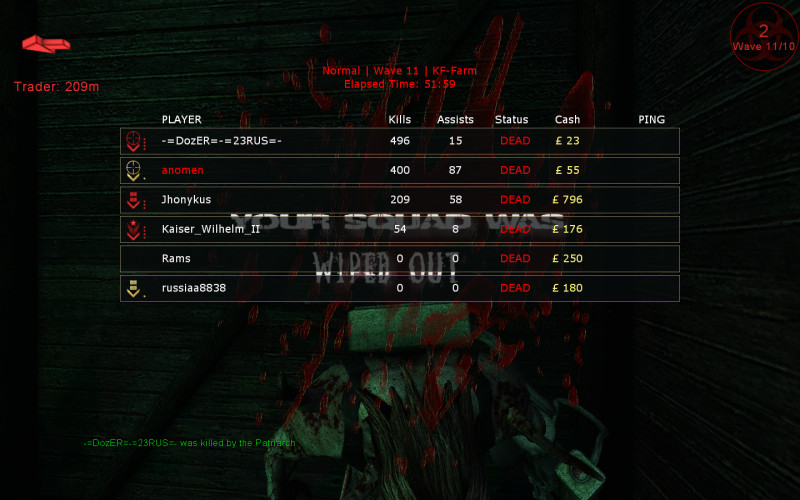 2
Wave 11/10
Trader: 209m
Normal | Wave 11 | KF-Farm
Elapsed Time: 51:59
PLAYER Kills Assists Status Cash PING
-=DozER=-=23RUS=- 496 15 DEAD £ 23
anomen 400 87 DEAD £ 55
Jhonykus 209 58 DEAD £ 796
YOUR SQUAD WAS
Kaiser_Wilhelm_II 54 8 DEAD £ 176
Rams 0 0 DEAD £ 250
WIPED OUT
russiaa8838 0 0 DEAD £ 180
-=DozER=-=23RUS=- was killed by the Patriarch